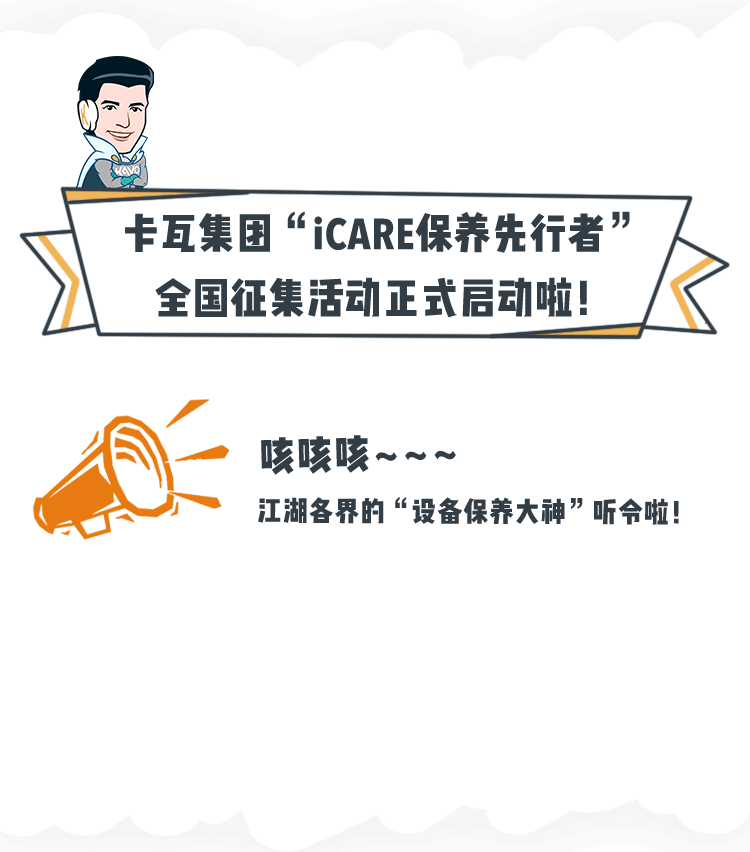 KAVO
卡瓦集团“iCARE保养先行者”
全国征集活动正式启动啦！
咳咳咳~~~
江湖各界的“设备保养大神”听令啦！